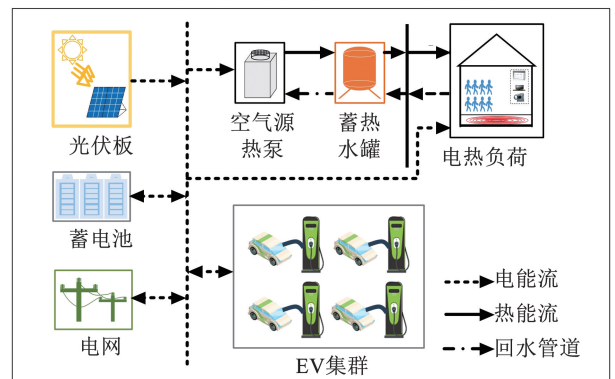 光伏板
空气源
热泵
蓄热
水罐
电热负荷
蓄电池
电网
EV集群
电能流
热能流
回水管道